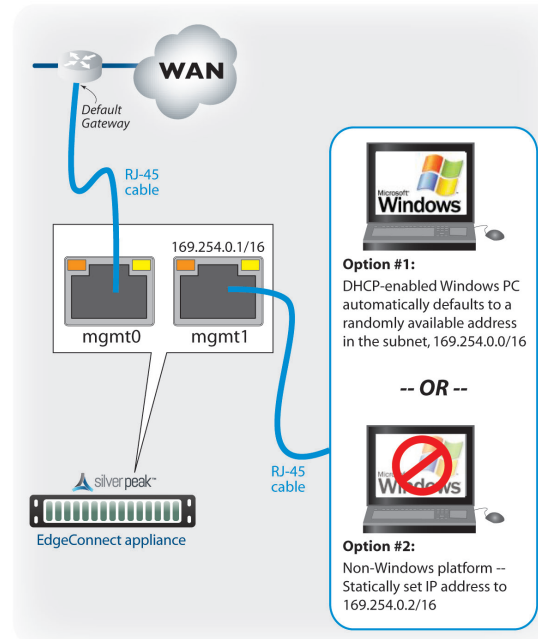 WAN
Default
Gateway
RJ-45
cable
169.254.0.1/16
mgmt0
mgmt1
silver peak™
EdgeConnect appliance
RJ-45
cable
Microsoft®
Windows
Option #1:
DHCP-enabled Windows PC
automatically defaults to a
randomly available address
in the subnet, 169.254.0.0/16
-- OR --
Windows
Option #2:
Non-Windows platform --
Statically set IP address to
169.254.0.2/16